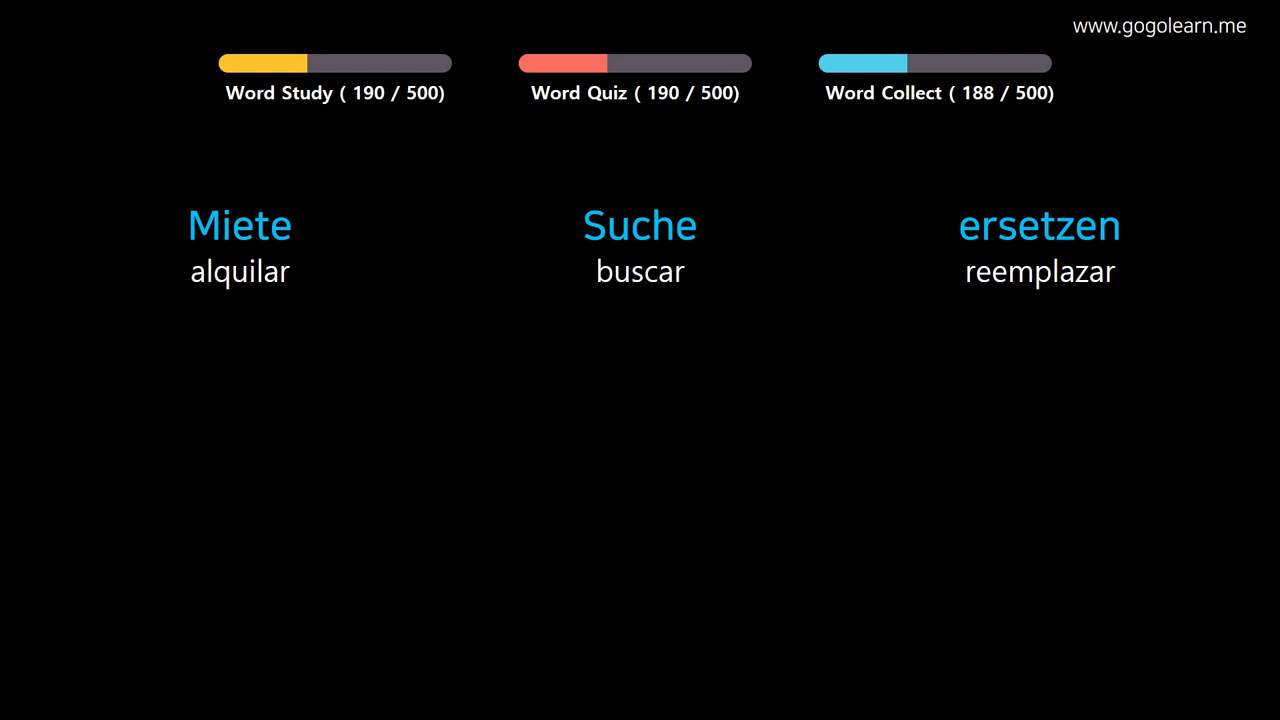 www.gogolearn.me
Word Study ( 190 / 500)
Word Quiz ( 190 / 500)
Word Collect ( 188 / 500)
Miete
alquilar
Suche
buscar
ersetzen
reemplazar